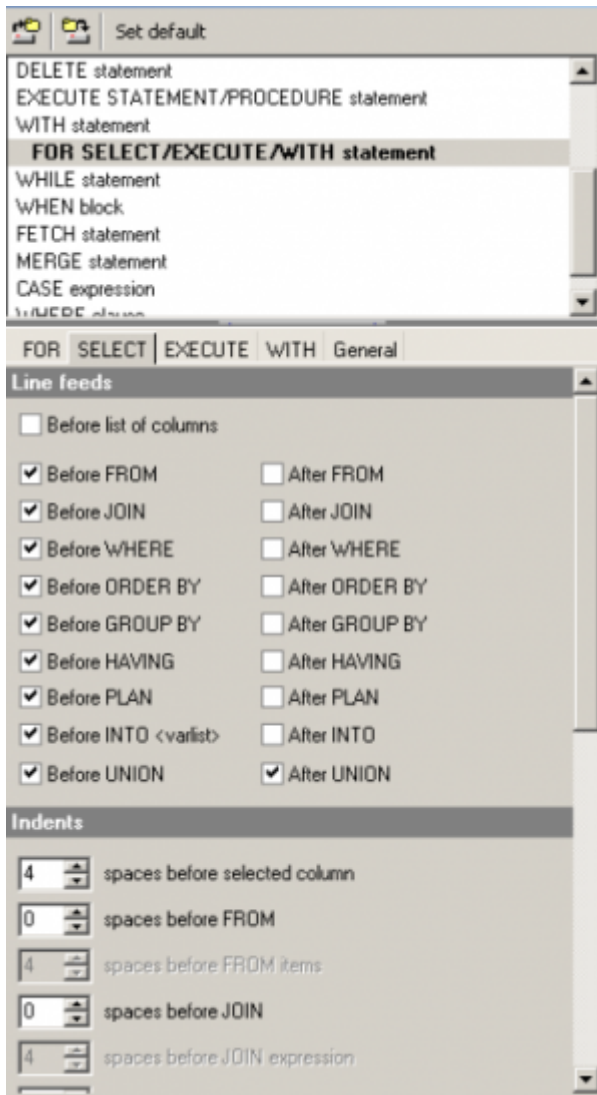 Set default
DELETE statement
EXECUTE STATEMENT/PROCEDURE statement
WITH statement
FOR SELECT/EXECUTE/WITH statement
WHILE statement
WHEN block
FETCH statement
MERGE statement
CASE expression
WHERE clause
FOR SELECT EXECUTE WITH General
Line feeds
Before list of columns
Before FROM After FROM
Before JOIN After JOIN
Before WHERE After WHERE
Before ORDER BY After ORDER BY
Before GROUP BY After GROUP BY
Before HAVING After HAVING
Before PLAN After PLAN
Before INTO <varlist> After INTO
Before UNION After UNION
Indents
4 spaces before selected column
0 spaces before FROM
4 spaces before FROM items
0 spaces before JOIN
4 spaces before JOIN expression